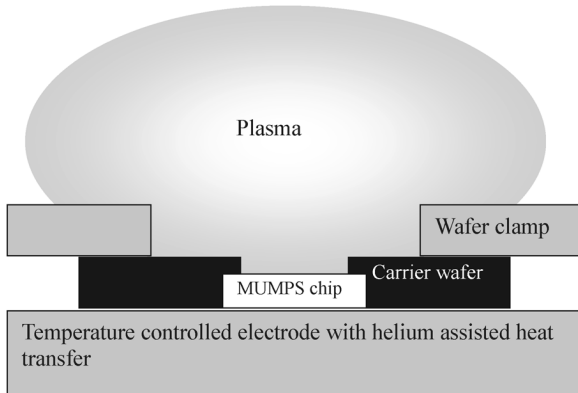 Plasma
Wafer clamp
Carrier wafer
MUMPS chip
Temperature controlled electrode with helium assisted heat
transfer